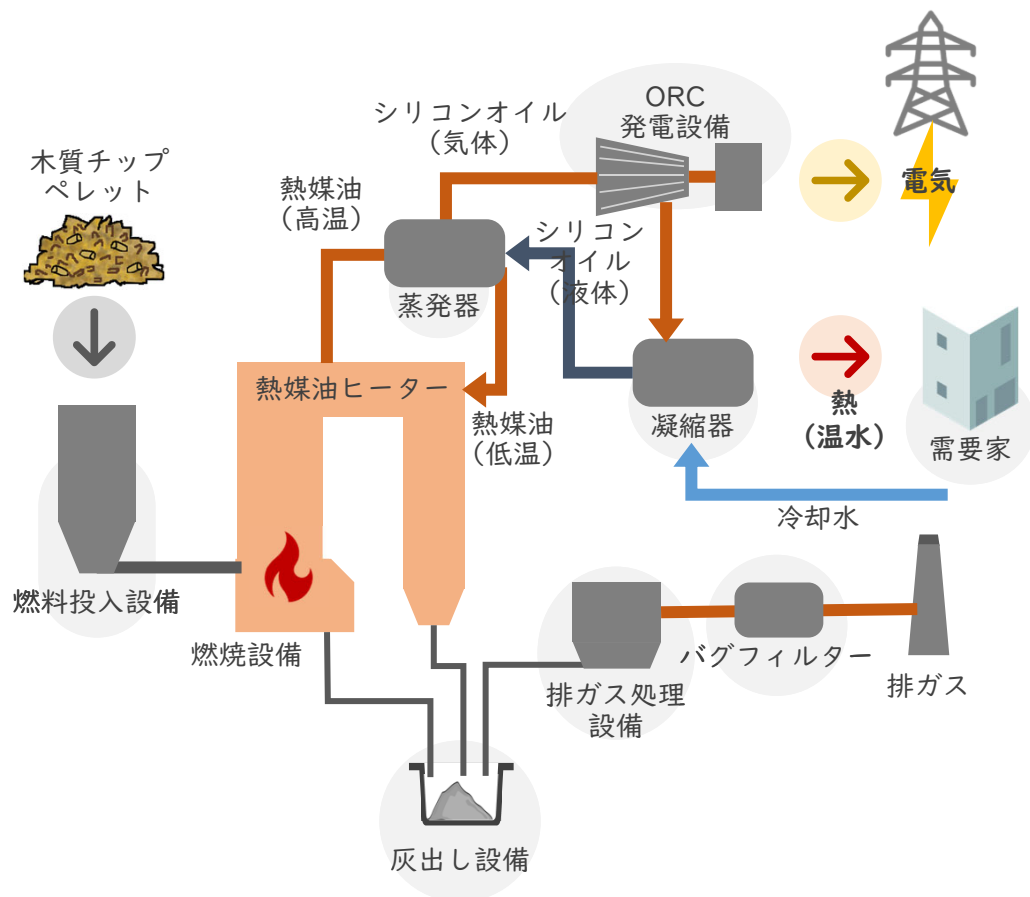 木質チップ
ペレット
燃料投入設備
熱媒油
（高温）
シリコンオイル
（気体）
ORC
発電設備
電気
蒸発器
シリコン
オイル
（液体）
熱媒油ヒーター
熱媒油
（低温）
凝縮器
熱
（温水）
需要家
冷却水
燃焼設備
排ガス処理
設備
バグフィルター
排ガス
灰出し設備